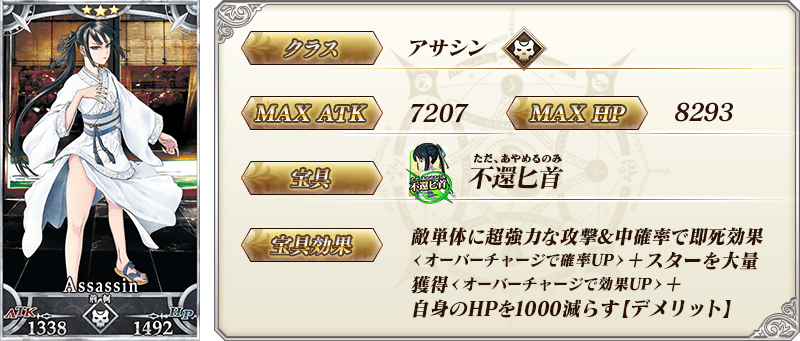 Assassin
荊軻
ATK
HP
1338
1492
クラス
アサシン
MAX ATK
7207
MAX HP
8293
宝具
不還匕首
ただ、あやめるのみ
不還匕首
宝具効果
敵単体に超強力な攻撃&中確率で即死効果
<オーバーチャージで確率UP>+スターを大量
獲得<オーバーチャージで効果UP>+
自身のHPを1000減らす【デメリット】